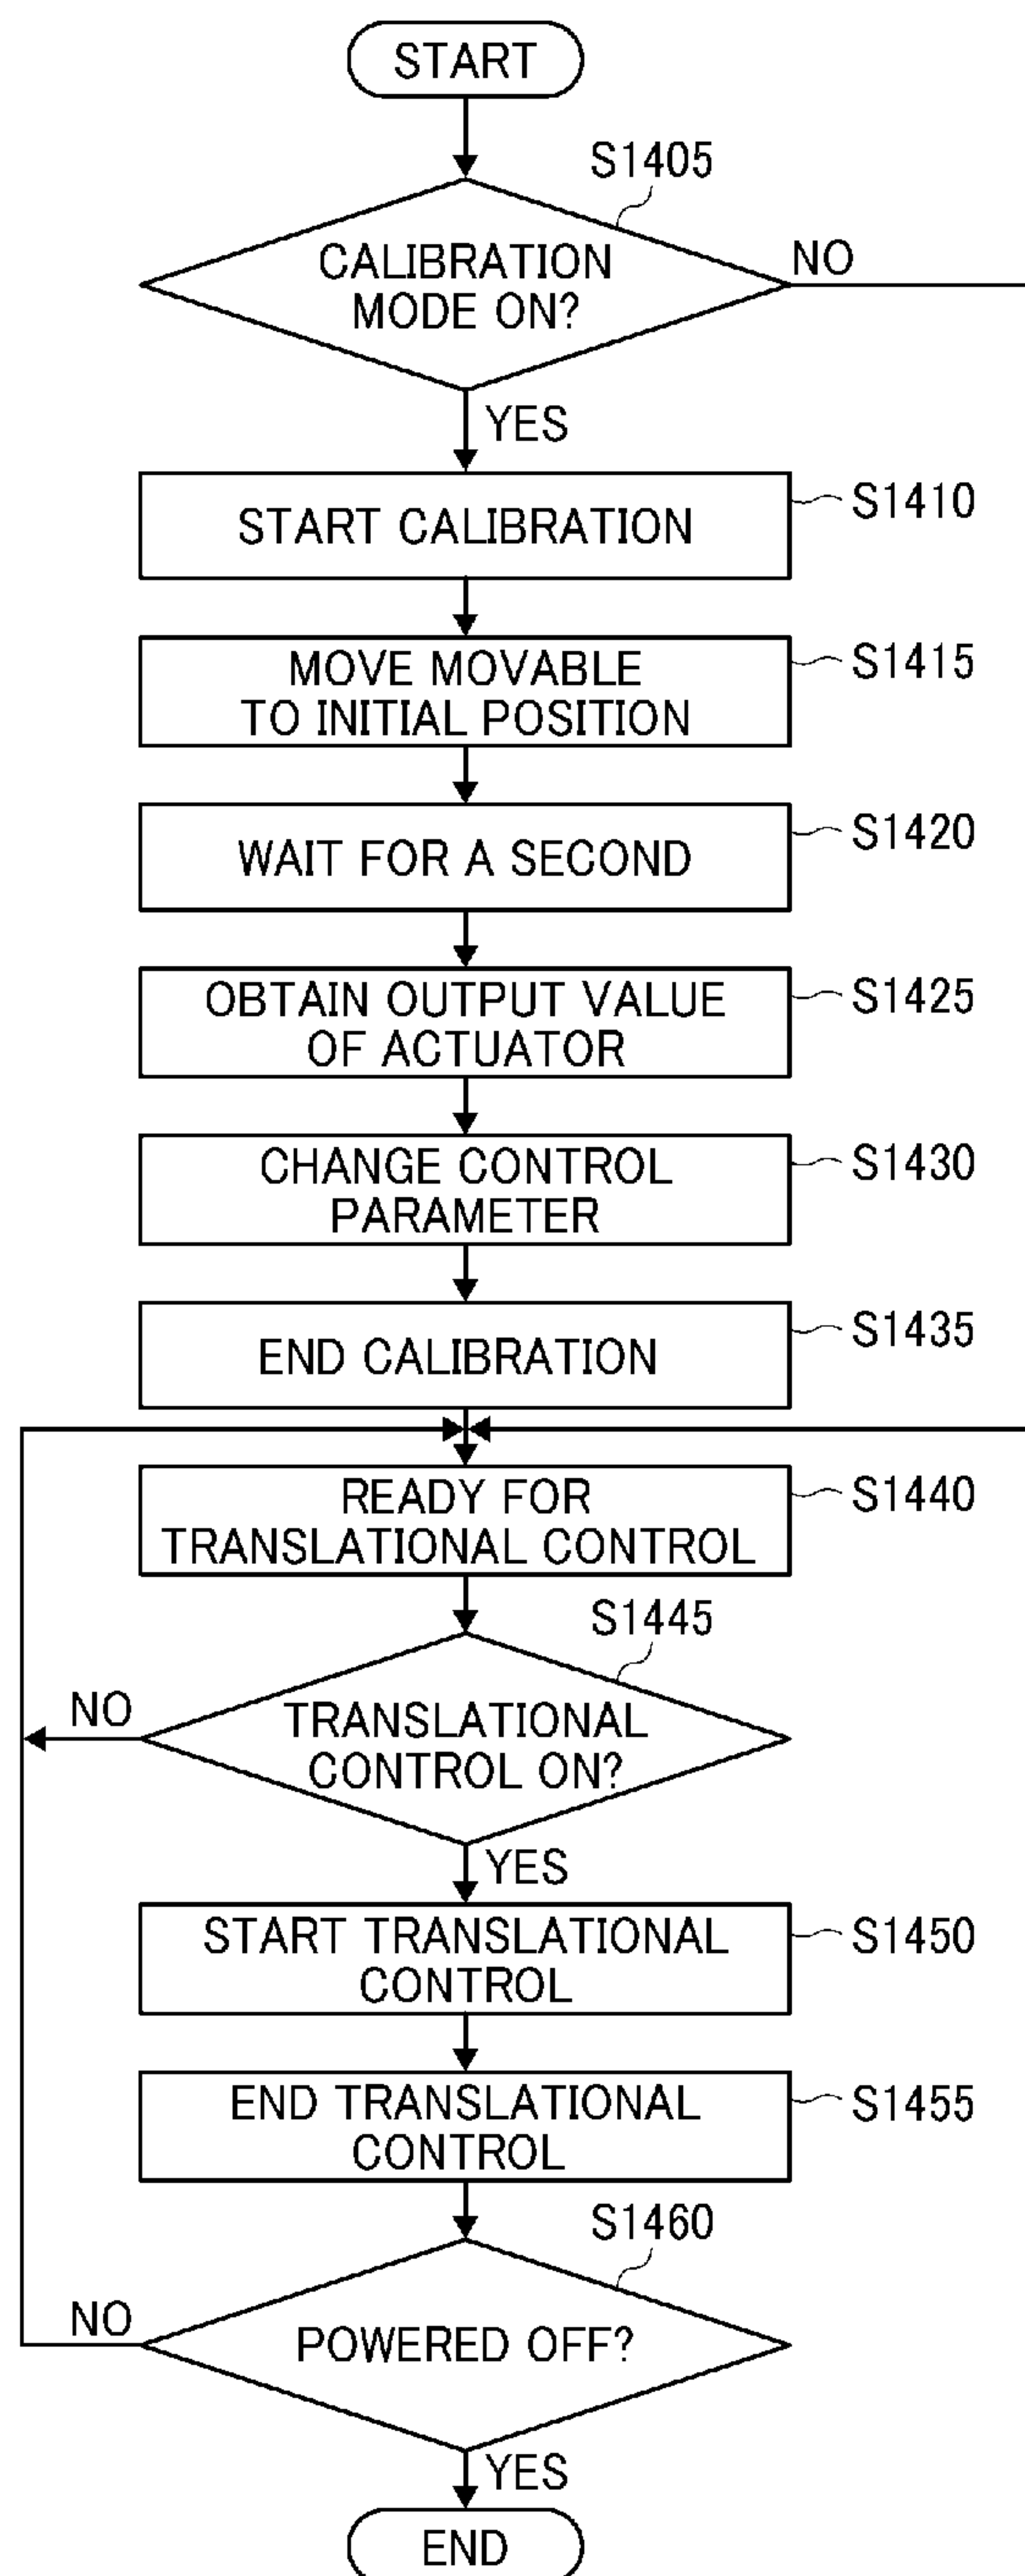 START
S1405
CALIBRATION
MODE ON?
NO
YES
START CALIBRATION
S1410
MOVE MOVABLE
TO INITIAL POSITION
S1415
WAIT FOR A SECOND
S1420
OBTAIN OUTPUT VALUE
OF ACTUATOR
S1425
CHANGE CONTROL
PARAMETER
S1430
END CALIBRATION
S1435
READY FOR
TRANSLATIONAL CONTROL
S1440
S1445
TRANSLATIONAL
CONTROL ON?
NO
YES
START TRANSLATIONAL
CONTROL
S1450
END TRANSLATIONAL
CONTROL
S1455
S1460
POWERED OFF?
NO
YES
END